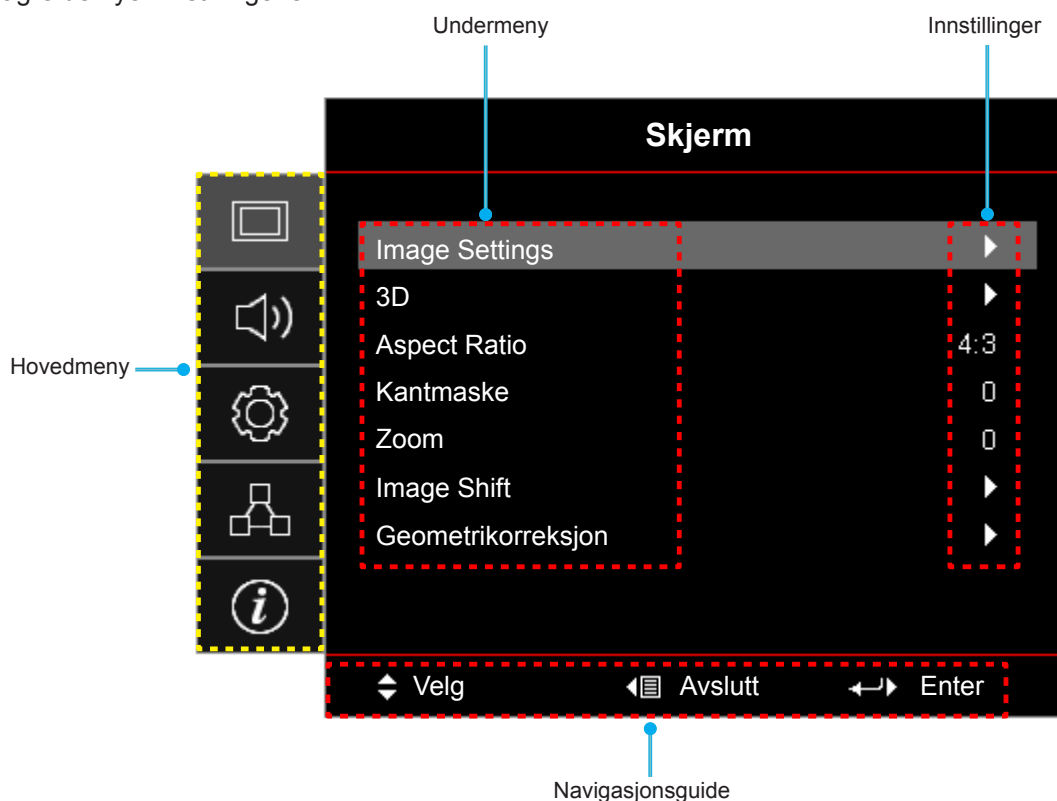 Undermeny
Innstillinger
Skjerm
Image Settings
3D
Aspect Ratio 4:3
Hovedmeny
Kantmaske 0
Zoom 0
Image Shift
Geometrikorreksjon
Velg Avslutt Enter
Navigasjonsguide